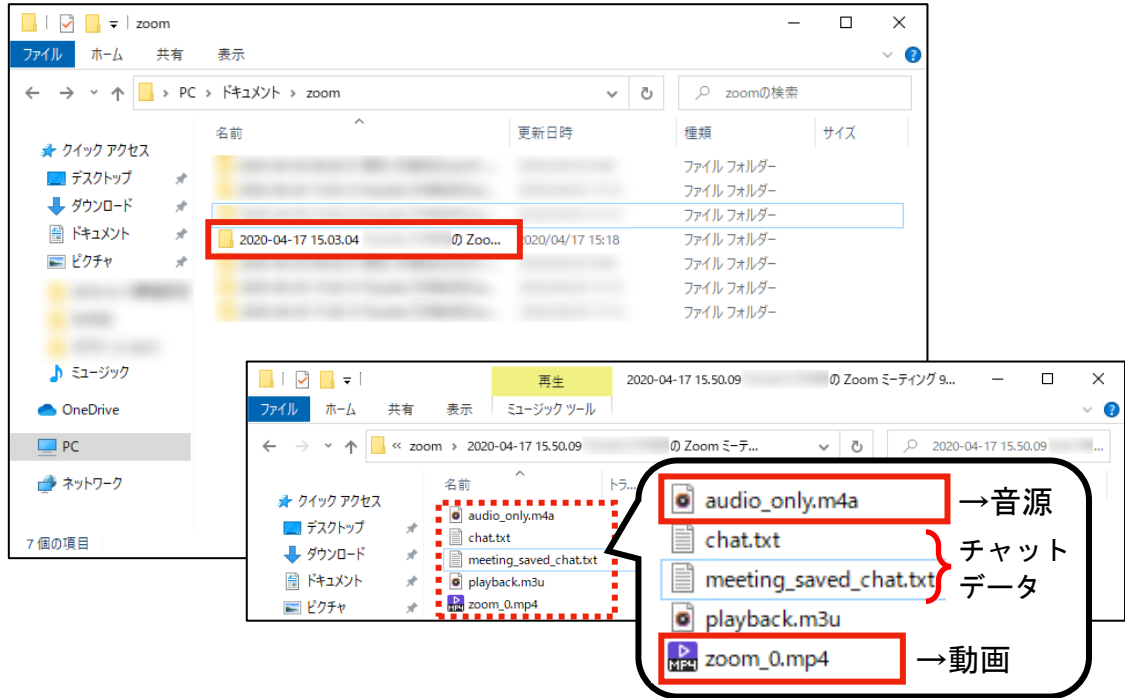 zoom
ファイル ホーム 共有 表示
PC › ドキュメント › zoom
zoomの検索
名前 更新日時 種類 サイズ
クイック アクセス
デスクトップ
ダウンロード
ドキュメント
ピクチャ
ミュージック
OneDrive
PC
ネットワーク
7 個の項目
ファイル フォルダー
ファイル フォルダー
ファイル フォルダー
2020-04-17 15.03.04 の Zoo... 2020/04/17 15:18 ファイル フォルダー
ファイル フォルダー
ファイル フォルダー
ファイル フォルダー
再生 2020-04-17 15.50.09 の Zoom ミーティング 9...
ファイル ホーム 共有 表示 ミュージック ツール
« zoom › 2020-04-17 15.50.09 の Zoom ミーテ...
2020-04-17 15.50.09 ...
名前 トラ...
クイック アクセス
デスクトップ
ダウンロード
ドキュメント
ピクチャ
audio_only.m4a
chat.txt
meeting_saved_chat.txt
playback.m3u
zoom_0.mp4
audio_only.m4a →音源
chat.txt
meeting_saved_chat.txt
チャット
データ
playback.m3u
MP4 zoom_0.mp4 →動画